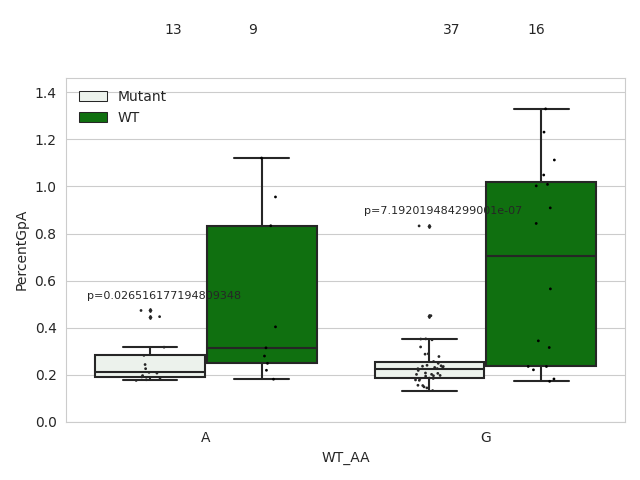 13 9 37 16
1.4
Mutant
WT
1.2
1.0
p=7.192019484299001e-07
0.8
PercentGpA
0.6
p=0.026516177194809348
0.4
0.2
0.0
A G
WT_AA